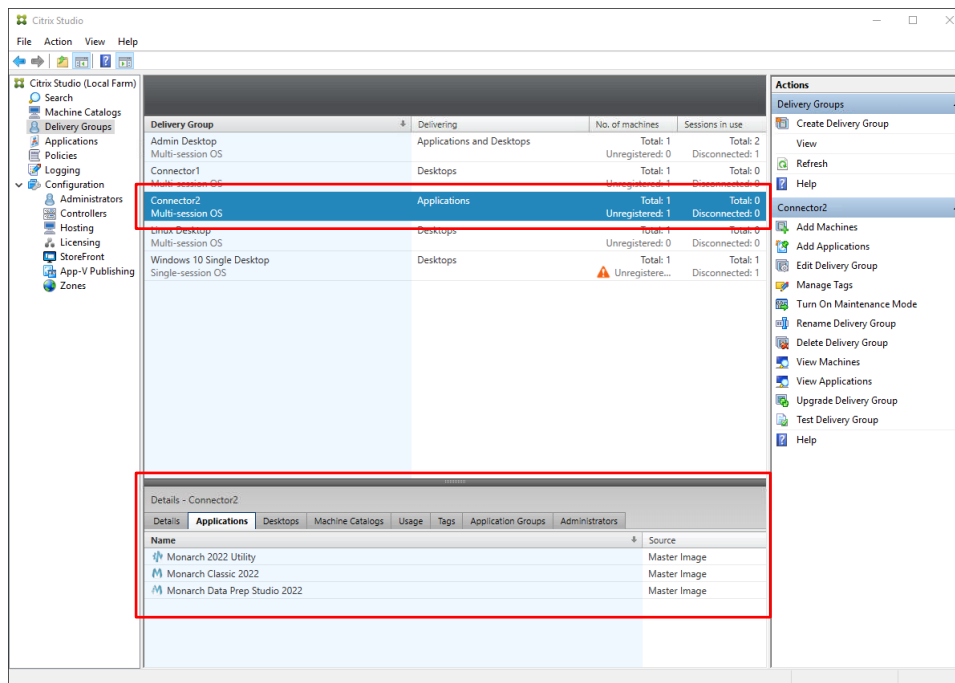 Citrix Studio
File Action View Help
Citrix Studio (Local Farm)
Search
Machine Catalogs
Delivery Groups
Applications
Policies
Logging
Configuration
Administrators
Controllers
Hosting
Licensing
StoreFront
App-V Publishing
Zones
Delivery Group Delivering No. of machines Sessions in use
Admin Desktop Applications and Desktops Total: 1 Total: 2
Multi-session OS Unregistered: 0 Disconnected: 1
Connector1 Desktops Total: 1 Total: 0
Multi-session OS Unregistered: 1 Disconnected: 0
Connector2 Applications Total: 1 Total: 0
Multi-session OS Unregistered: 1 Disconnected: 0
Linux Desktop Desktops Total: 1 Total: 0
Multi-session OS Unregistered: 0 Disconnected: 0
Windows 10 Single Desktop Desktops Total: 1 Total: 1
Single-session OS Unregistere... Disconnected: 1
Details - Connector2
Details Applications Desktops Machine Catalogs Usage Tags Application Groups Administrators
Name Source
Monarch 2022 Utility Master Image
Monarch Classic 2022 Master Image
Monarch Data Prep Studio 2022 Master Image
Actions
Delivery Groups
Create Delivery Group
View
Refresh
Help
Connector2
Add Machines
Add Applications
Edit Delivery Group
Manage Tags
Turn On Maintenance Mode
Rename Delivery Group
Delete Delivery Group
View Machines
View Applications
Upgrade Delivery Group
Test Delivery Group
Help